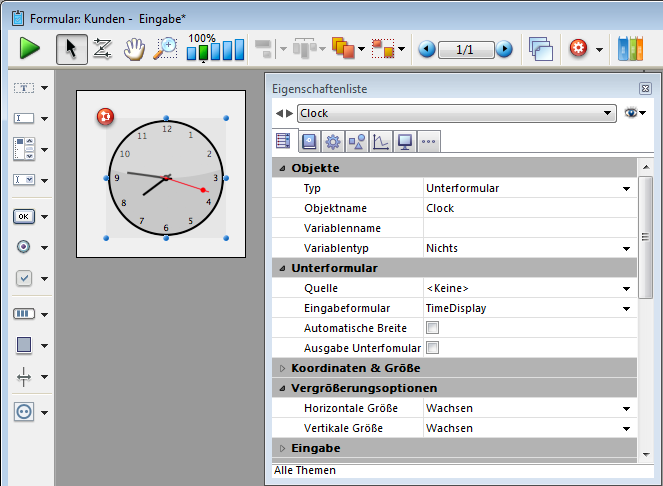 Formular: Kunden - Eingabe*
100%
1/1
Eigenschaftenliste
Clock
T
OK
12
11
1
10
2
9
3
8
4
7
5
6
Objekte
Typ Unterformular
Objektname Clock
Variablenname
Variablentyp Nichts
Unterformular
Quelle <Keine>
Eingabeformular TimeDisplay
Automatische Breite
Ausgabe Unterfomular
Koordinaten & Größe
Vergrößerungsoptionen
Horizontale Größe Wachsen
Vertikale Größe Wachsen
Eingabe
Alle Themen